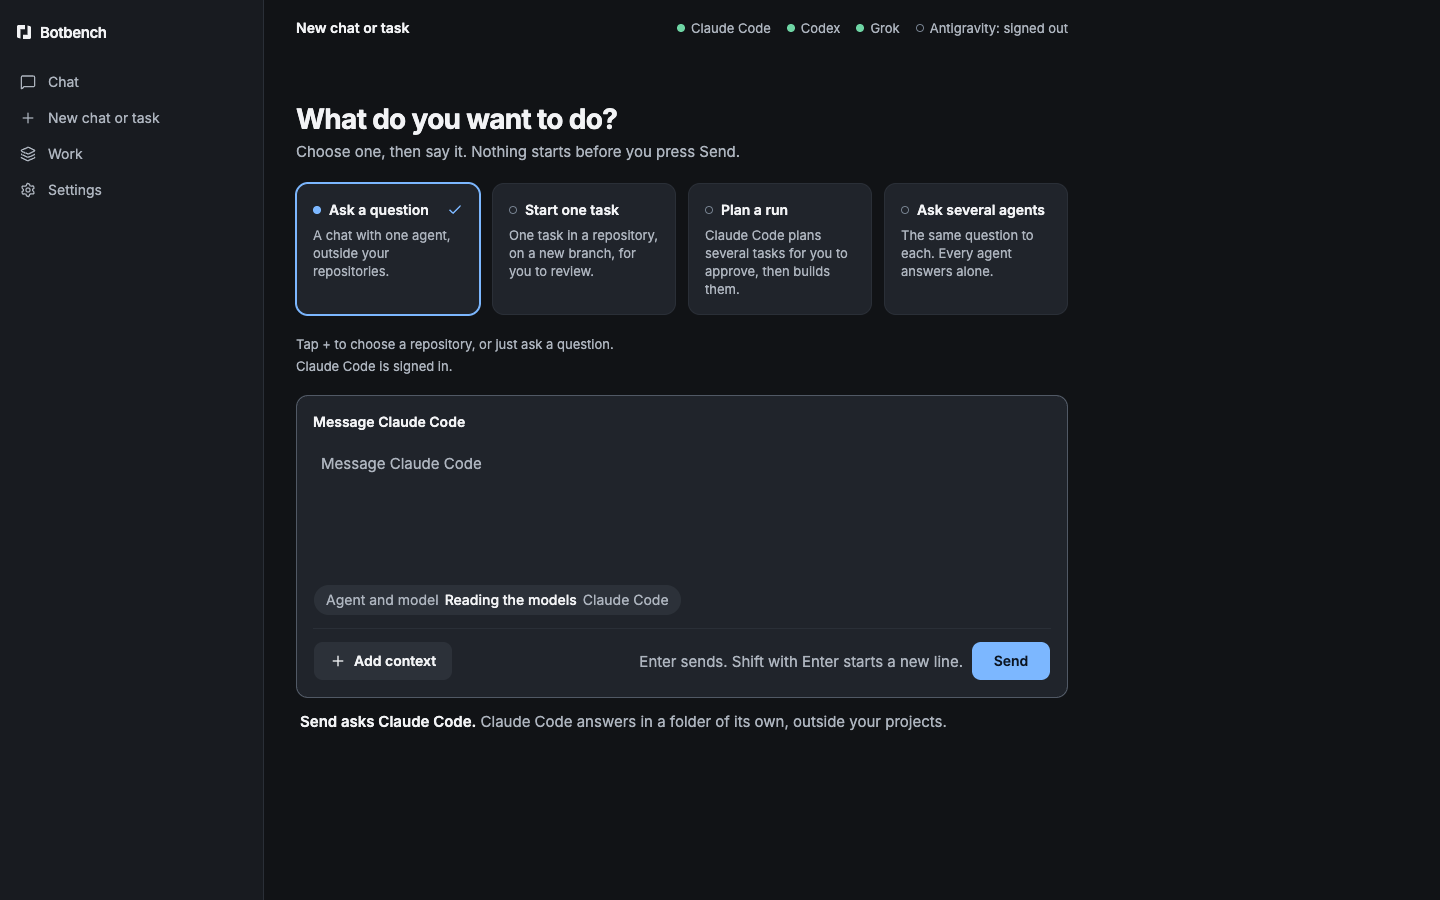 Botbench
Chat
New chat or task
Work
Settings
New chat or task
Claude Code
Codex
Grok
Antigravity: signed out
What do you want to do?
Choose one, then say it. Nothing starts before you press Send.
Ask a question
A chat with one agent,
outside your
repositories.
Start one task
One task in a repository,
on a new branch, for
you to review.
Plan a run
Claude Code plans
several tasks for you to
approve, then builds
them.
Ask several agents
The same question to
each. Every agent
answers alone.
Tap + to choose a repository, or just ask a question.
Claude Code is signed in.
Message Claude Code
Message Claude Code
Agent and model Reading the models Claude Code
+ Add context
Enter sends. Shift with Enter starts a new line.
Send
Send asks Claude Code. Claude Code answers in a folder of its own, outside your projects.